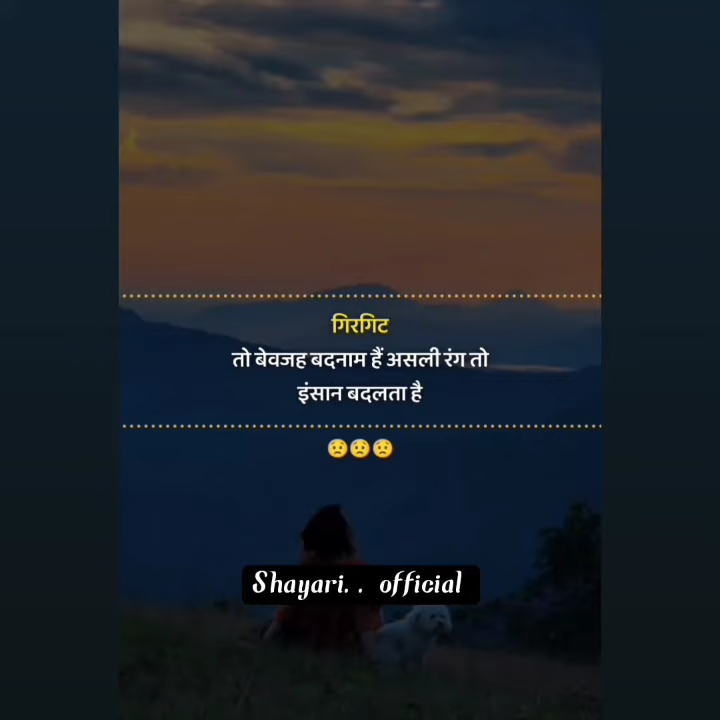 गिरगिट
तो बेवजह बदनाम हैं असली रंग तो
इंसान बदलता है
😟😟😟
Shayari. . official